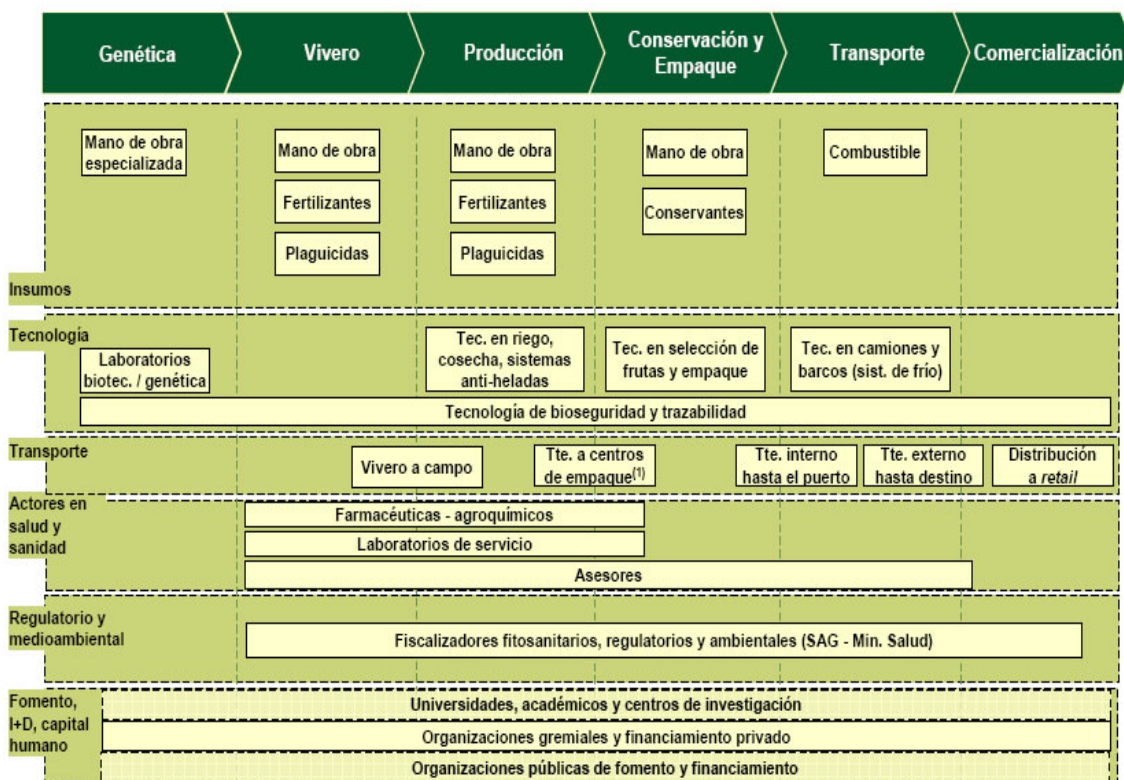 Genética
Vivero
Producción
Conservación y
Empaque
Transporte
Comercialización
Mano de obra
especializada
Mano de obra
Mano de obra
Mano de obra
Combustible
Fertilizantes
Fertilizantes
Conservantes
Plaguicidas
Plaguicidas
Insumos
Tecnología
Laboratorios
biotec. / genética
Tec. en riego,
cosecha, sistemas
anti-heladas
Tec. en selección de
frutas y empaque
Tec. en camiones y
barcos (sist. de frío)
Tecnología de bioseguridad y trazabilidad
Transporte
Vivero a campo
Tte. a centros
de empaque(1)
Tte. interno
hasta el puerto
Tte. externo
hasta destino
Distribución
a retail
Actores en
salud y
sanidad
Farmacéuticas - agroquímicos
Laboratorios de servicio
Asesores
Regulatorio y
medioambiental
Fiscalizadores fitosanitarios, regulatorios y ambientales (SAG - Min. Salud)
Fomento,
I+D, capital
humano
Universidades, académicos y centros de investigación
Organizaciones gremiales y financiamiento privado
Organizaciones públicas de fomento y financiamiento